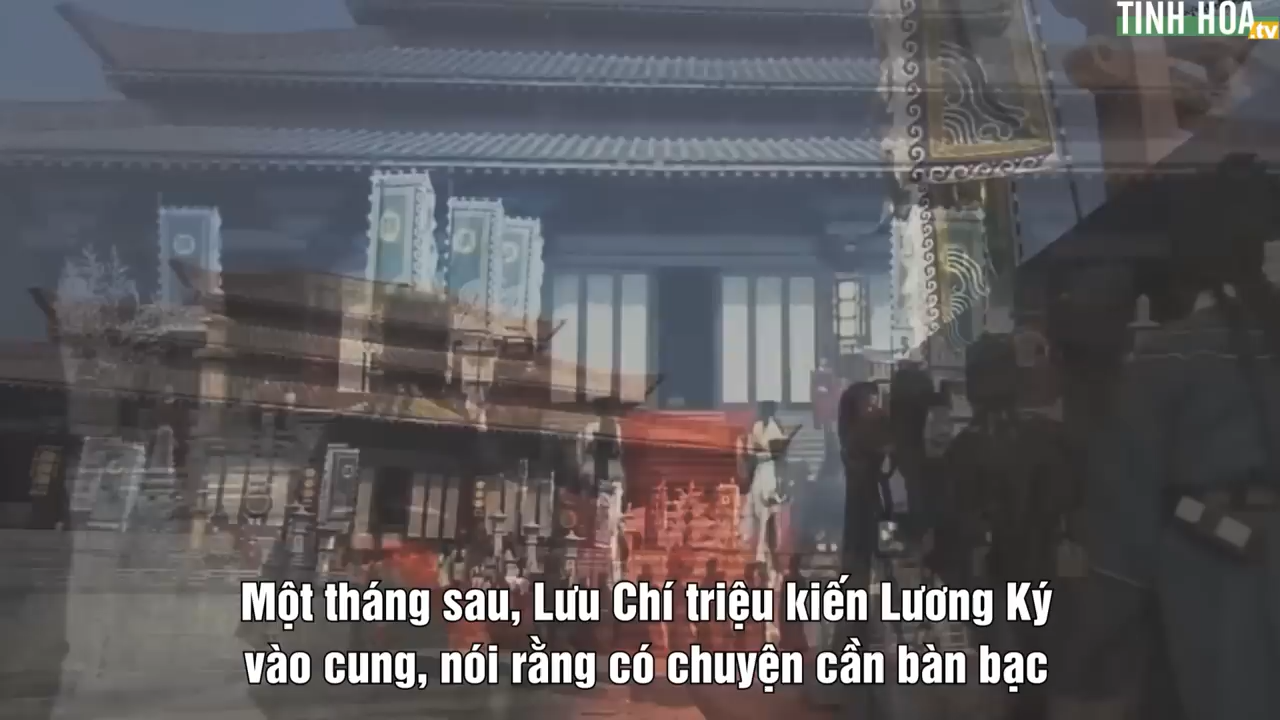 TINH HOA
.tv
Một tháng sau, Lưu Chí triệu kiến Lương Ký
vào cung, nói rằng có chuyện cần bàn bạc